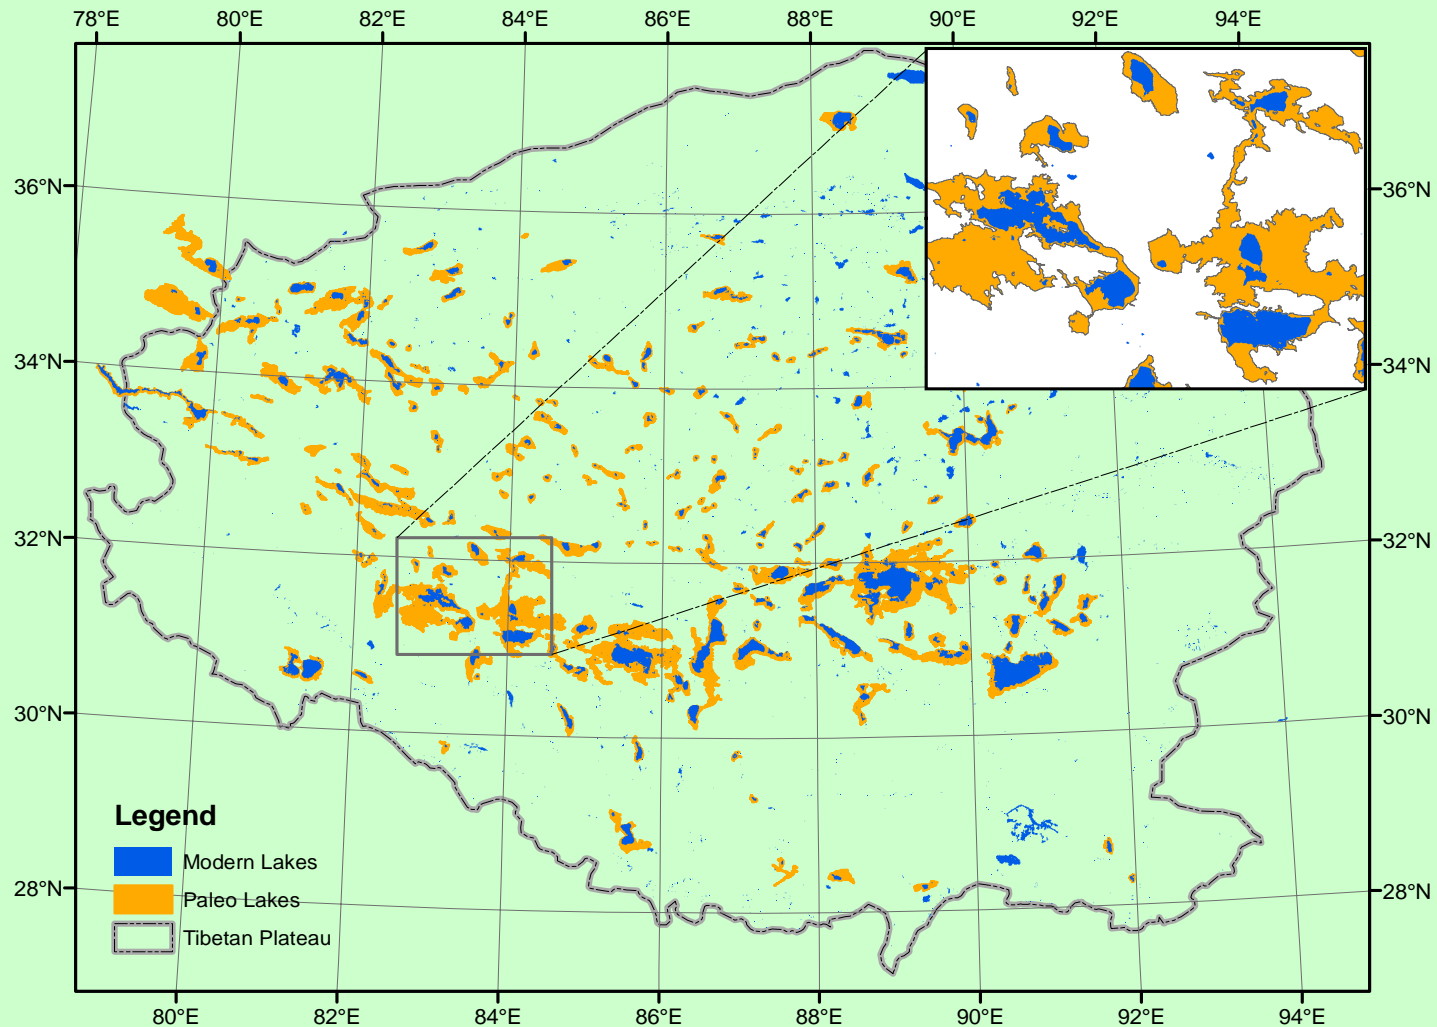 78°E 80°E 82°E 84°E 86°E 88°E 90°E 92°E 94°E
36°N 36°N
34°N 34°N
32°N 32°N
30°N 30°N
28°N 28°N
Legend
Modern Lakes
Paleo Lakes
Tibetan Plateau
80°E 82°E 84°E 86°E 88°E 90°E 92°E 94°E